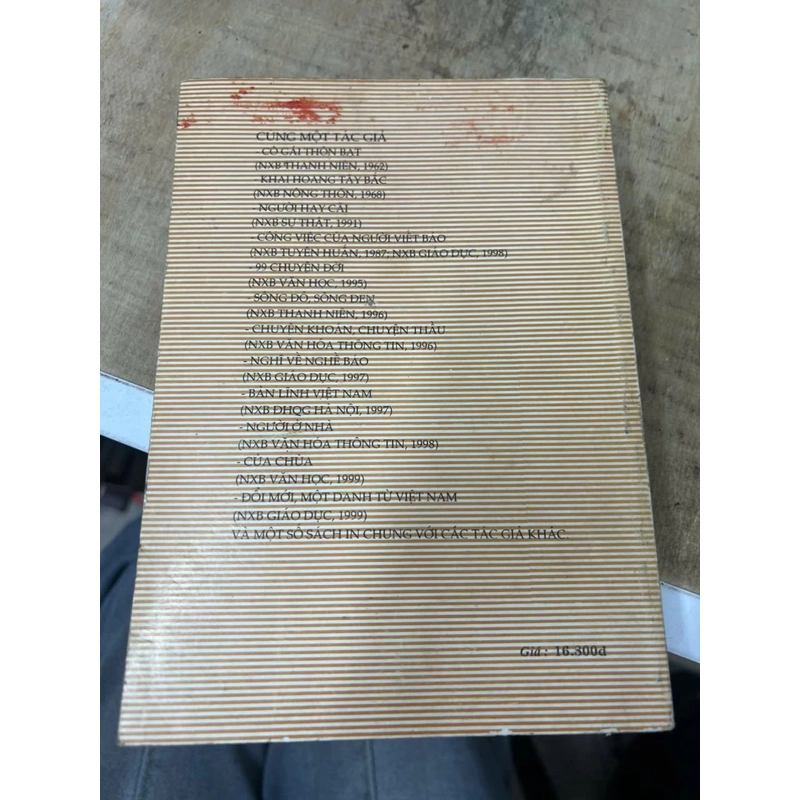 CÙNG MỘT TÁC GIẢ
- CÔ GÁI THÔN BẠT
(NXB THANH NIÊN, 1962)
- KHAI HOANG TÂY BẮC
(NXB NÔNG THÔN, 1968)
- NGƯỜI HAY CÃI
(NXB SỰ THẬT, 1991)
- CÔNG VIỆC CỦA NGƯỜI VIẾT BÁO
(NXB TUYÊN HUẤN, 1987; NXB GIÁO DỤC, 1998)
- 99 CHUYỆN ĐỜI
(NXB VĂN HỌC, 1995)
- SÔNG ĐỎ, SÔNG ĐEN
(NXB THANH NIÊN, 1996)
- CHUYỆN KHOÁN, CHUYỆN THẦU
(NXB VĂN HÓA THÔNG TIN, 1996)
- NGHĨ VỀ NGHỀ BÁO
(NXB GIÁO DỤC, 1997)
- BẢN LĨNH VIỆT NAM
(NXB ĐHQG HÀ NỘI, 1997)
- NGƯỜI Ở NHÀ
(NXB VĂN HÓA THÔNG TIN, 1998)
- CỦA CHÙA
(NXB VĂN HỌC, 1999)
- ĐỔI MỚI, MỘT DANH TỪ VIỆT NAM
(NXB GIÁO DỤC, 1999)
VÀ MỘT SỐ SÁCH IN CHUNG VỚI CÁC TÁC GIẢ KHÁC.
Giá : 16.800đ